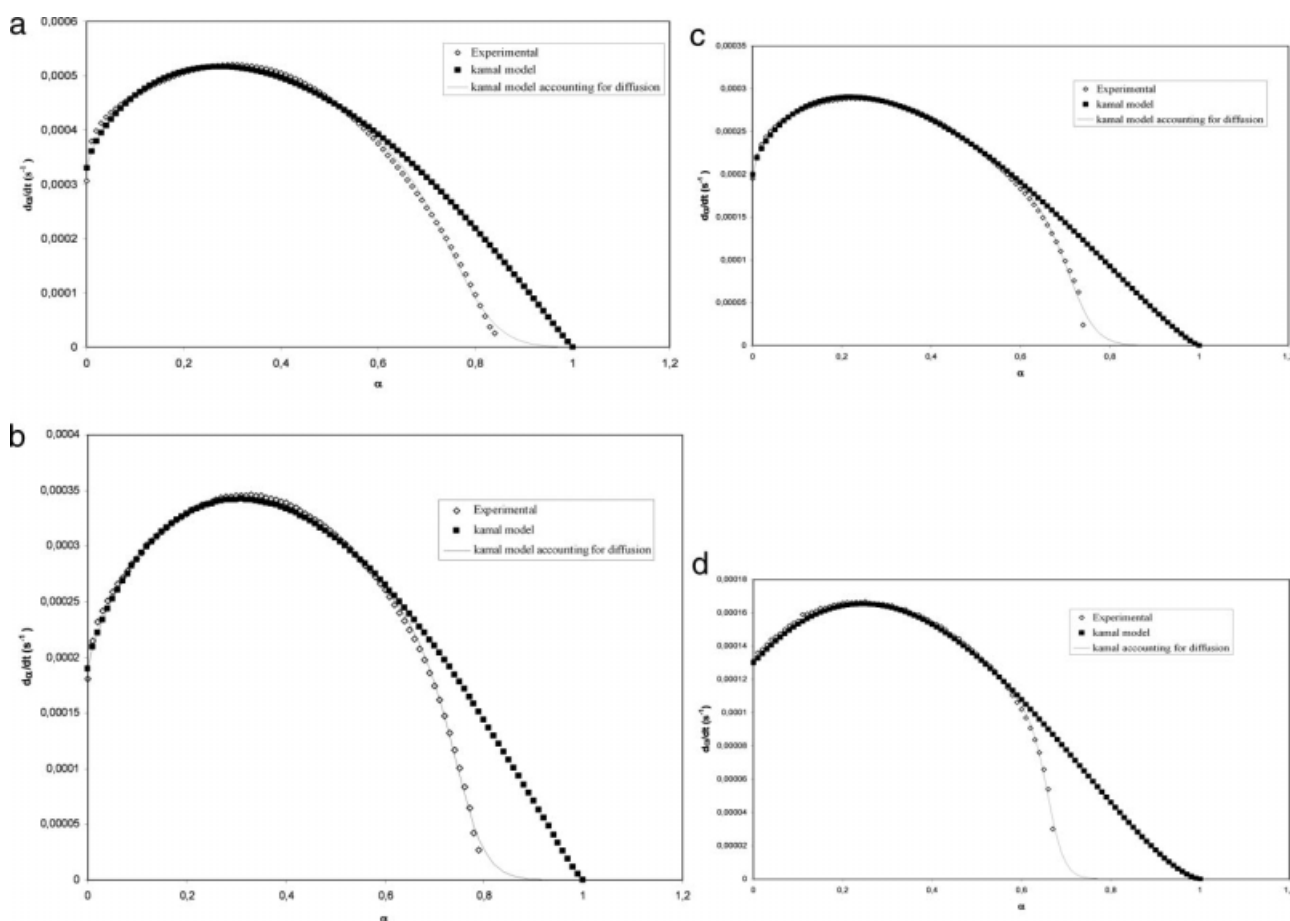 a
0,0006
0,0005
0,0004
0,0003
0,0002
0,0001
0
dα/dt (s⁻¹)
Experimental
kamal model
kamal model accounting for diffusion
0 0,2 0,4 0,6 0,8 1 1,2
α
b
0,0004
0,00035
0,0003
0,00025
0,0002
0,00015
0,0001
0,00005
0
dα/dt (s⁻¹)
Experimental
kamal model
kamal model accounting for diffusion
0 0,2 0,4 0,6 0,8 1 1,2
α
c
0,00035
0,0003
0,00025
0,0002
0,00015
0,0001
0,00005
0
dα/dt (s⁻¹)
Experimental
kamal model
kamal model accounting for diffusion
0 0,2 0,4 0,6 0,8 1 1,2
α
d
0,00018
0,00016
0,00014
0,00012
0,0001
0,00008
0,00006
0,00004
0,00002
0
dα/dt (s⁻¹)
Experimental
kamal model
kamal accounting for diffusion
0 0,2 0,4 0,6 0,8 1 1,2
α